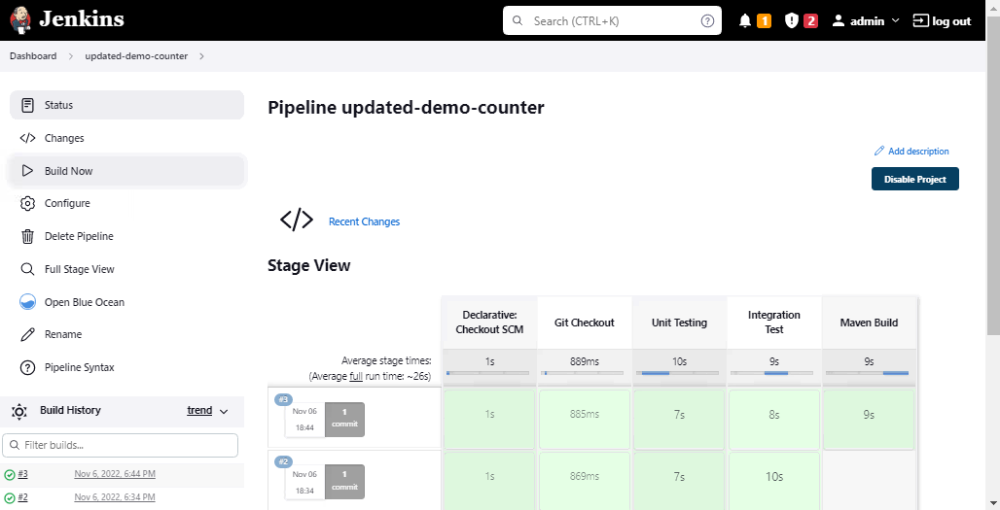 Jenkins
Search (CTRL+K)
?
1
2
admin
log out
Dashboard
updated-demo-counter
Status
Changes
Build Now
Configure
Delete Pipeline
Full Stage View
Open Blue Ocean
Rename
Pipeline Syntax
Build History
trend
Filter builds...
#3
Nov 6, 2022, 6:44 PM
#2
Nov 6, 2022, 6:34 PM
Pipeline updated-demo-counter
Add description
Disable Project
</>
Recent Changes
Stage View
Declarative:
Checkout SCM
Git Checkout
Unit Testing
Integration
Test
Maven Build
Average stage times:
(Average full run time: ~26s)
1s
889ms
10s
9s
9s
#3
Nov 06
18:44
1
commit
1s
885ms
7s
8s
9s
#2
Nov 06
18:34
1
commit
1s
869ms
7s
10s